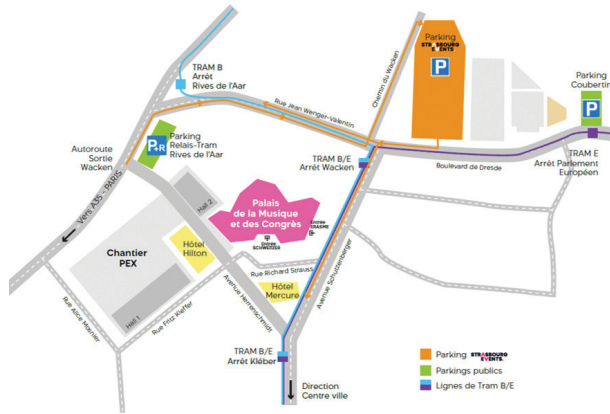 TRAM B
Arrêt
Rives de l'Aar
Parking
STRASBOURG
EVENTS
P
Chemin du Wacken
Parking
Coubertin
P
Rue Jean Wenger-Valentin
P+R
Parking
Relais-Tram
Rives de l'Aar
Autoroute
Sortie
Wacken
TRAM B/E
Arrêt Wacken
Boulevard de Dresde
TRAM E
Arrêt Parlement
Européen
Vers A35 - PARIS
Hall 2
Palais
de la Musique
et des Congrès
Entrée
ERASME
Entrée
SCHWEITZER
Chantier
PEX
Hôtel
Hilton
Rue Richard Strauss
Avenue Schutzenberger
Hôtel
Mercure
Hall 1
Avenue Herrenschmidt
Rue Alice Mosnier
Rue Fritz Kieffer
TRAM B/E
Arrêt Kléber
Direction
Centre ville
Parking STRASBOURG
EVENTS
Parkings publics
Lignes de Tram B/E